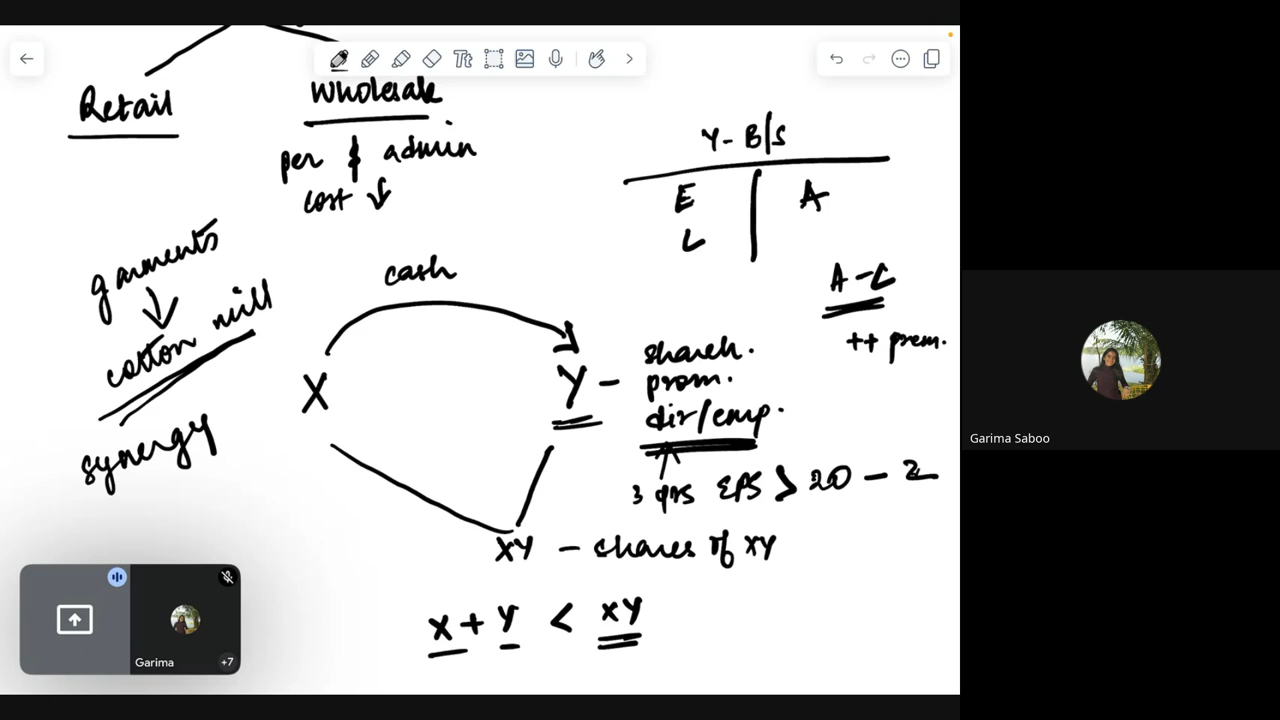 Retail
Wholesale
per & admin
cost ↓
Y- B/S
E
A
L
A-L
++ prem.
garments
↓
cotton mill
synergy
cash
X
Y - shareh.
prom.
dir/emp.
3 yrs EPS > 20 - 2
XY - shares of XY
X + Y < XY
Tt
Garima
+7
Garima Saboo